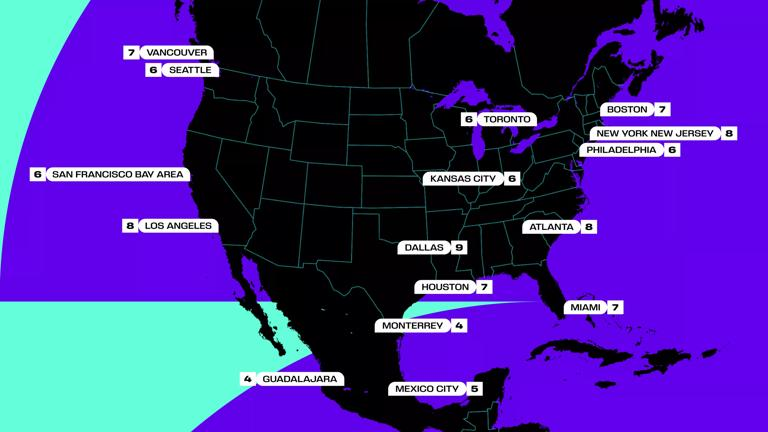 7 VANCOUVER
6 SEATTLE
BOSTON 7
6 TORONTO
NEW YORK NEW JERSEY 8
PHILADELPHIA 6
6 SAN FRANCISCO BAY AREA
KANSAS CITY 6
8 LOS ANGELES
ATLANTA 8
DALLAS 9
HOUSTON 7
MIAMI 7
MONTERREY 4
4 GUADALAJARA
MEXICO CITY 5